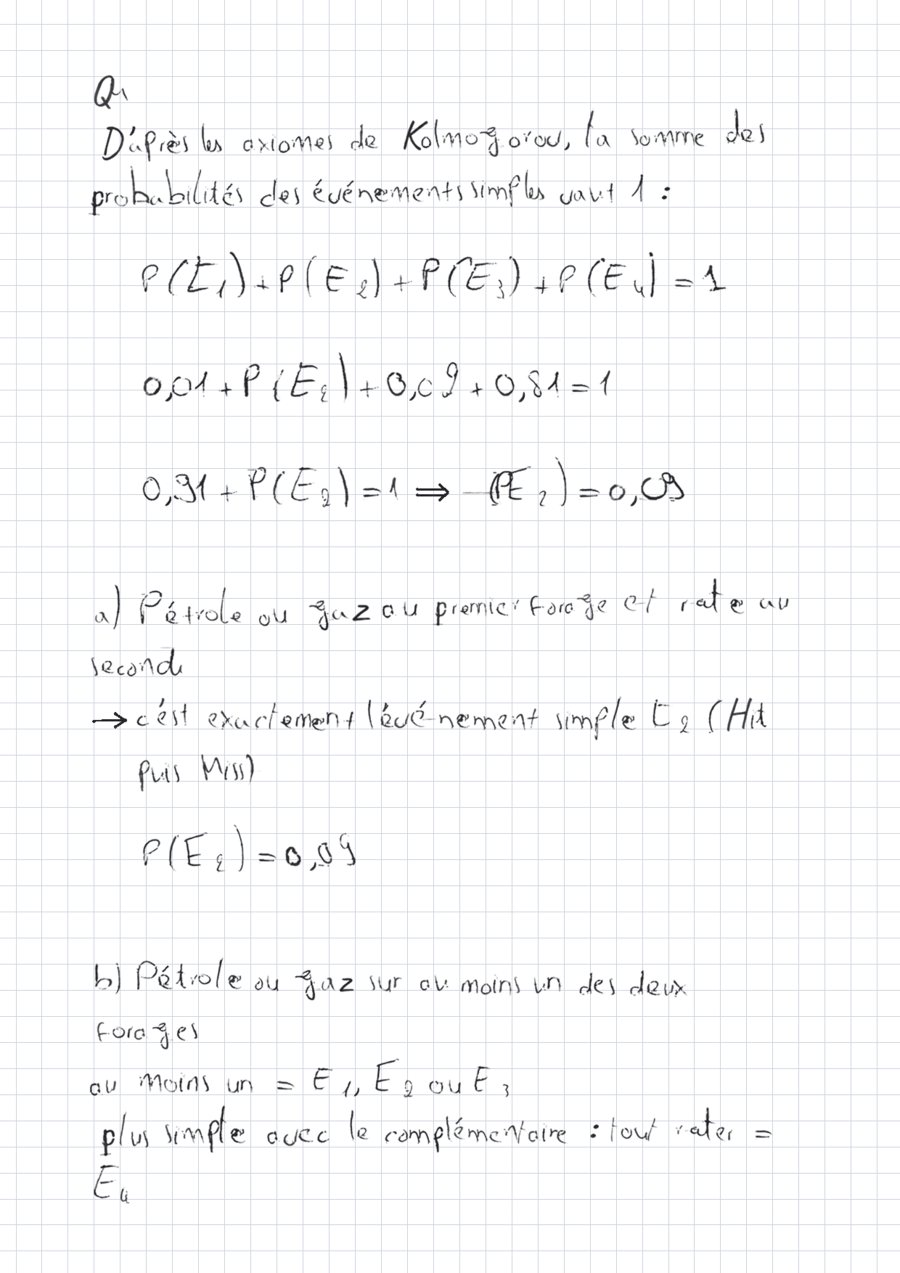 Q1
D'après les axiomes de Kolmogorov, la somme des
probabilités des événements simples vaut 1 :
P(E₁) + P(E₂) + P(E₃) + P(E₄) = 1
0,01 + P(E₂) + 0,09 + 0,81 = 1
0,91 + P(E₂) = 1 ⇒ (PE₂) = 0,09
a) Pétrole ou gaz au premier forage et rate au
second
→ c'est exactement l'événement simple E₂ (Hit
puis Miss)
P(E₂) = 0,09
b) Pétrole ou gaz sur au moins un des deux
forages
au moins un = E₁, E₂ ou E₃
plus simple avec le complémentaire : tout rater =
E₄